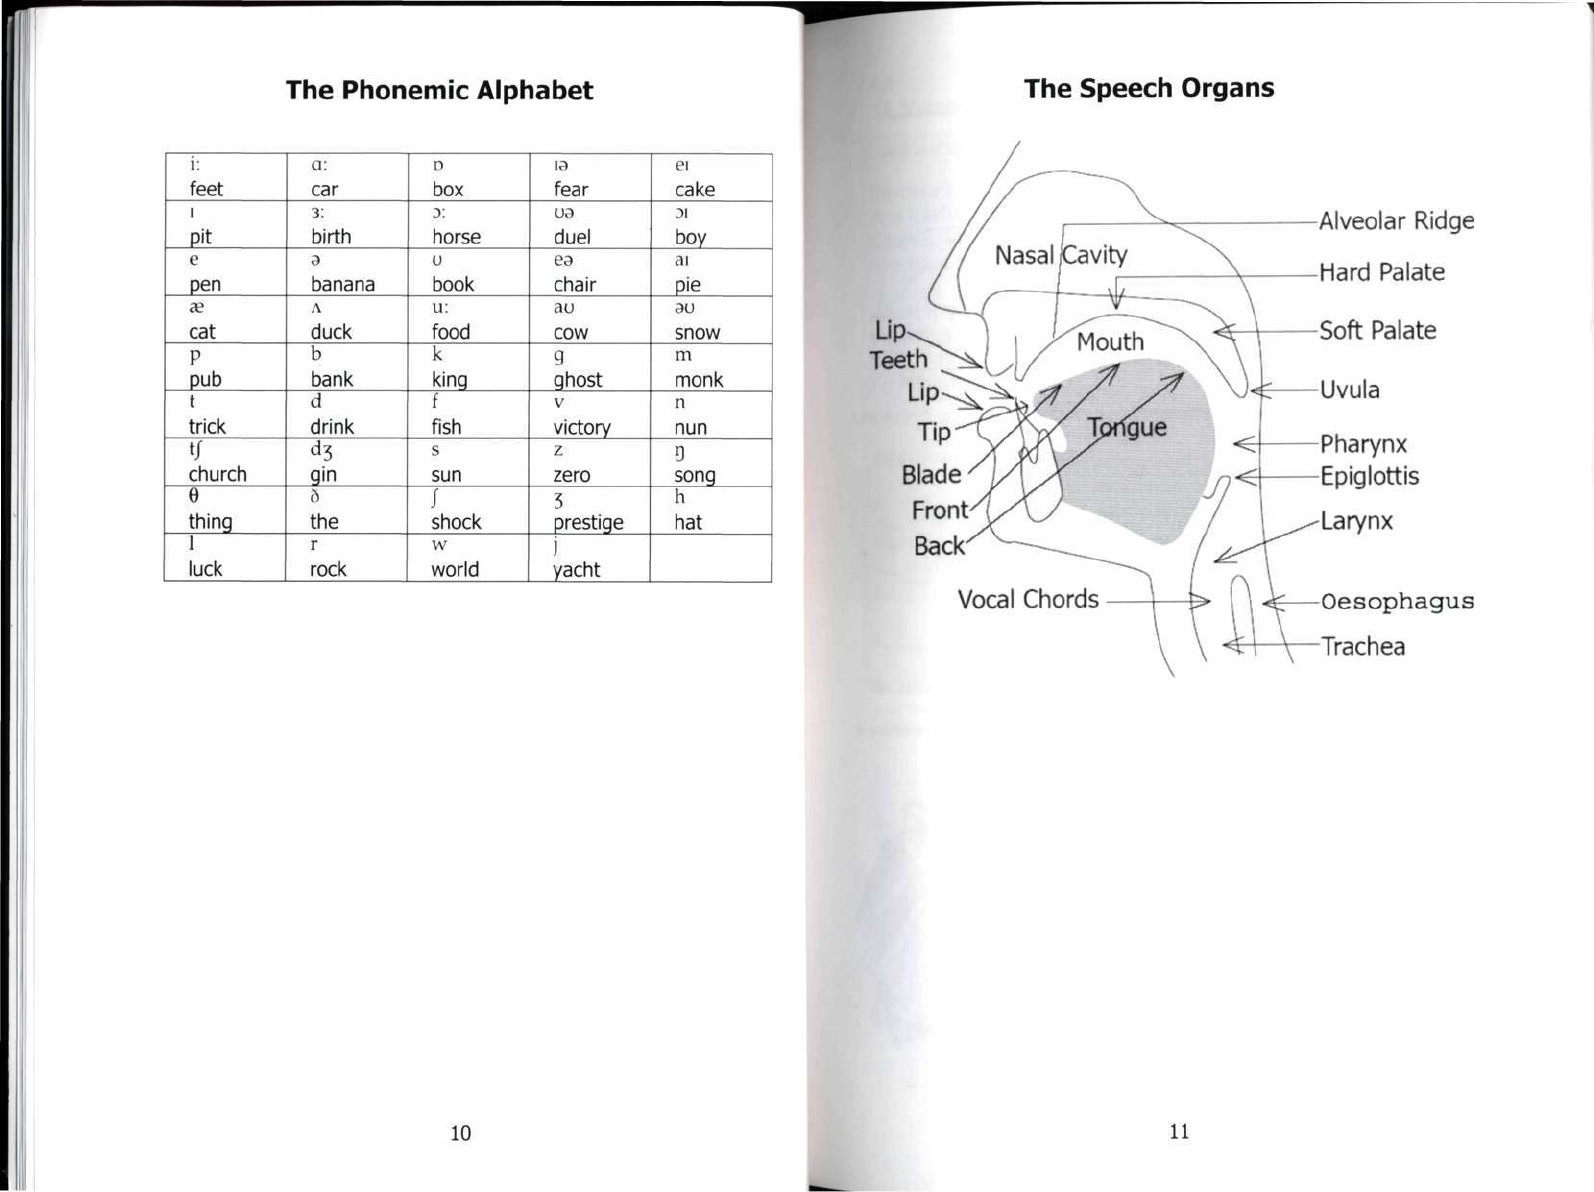 The Phonemic Alphabet
iː ɑː ɒ ɪə eɪ
feet car box fear cake
ɪ ɜː ɔː ʊə ɔɪ
pit birth horse duel boy
e ə ʊ eə aɪ
pen banana book chair pie
æ ʌ uː aʊ əʊ
cat duck food cow snow
p b k g m
pub bank king ghost monk
t d f v n
trick drink fish victory nun
tʃ dʒ s z ŋ
church gin sun zero song
θ ð ʃ ʒ h
thing the shock prestige hat
l r w j
luck rock world yacht
10
The Speech Organs
Alveolar Ridge
Nasal Cavity
Hard Palate
Lip
Soft Palate
Mouth
Teeth
Lip
Uvula
Tip
Tongue
Pharynx
Blade
Epiglottis
Front
Larynx
Back
Vocal Chords
Oesophagus
Trachea
11